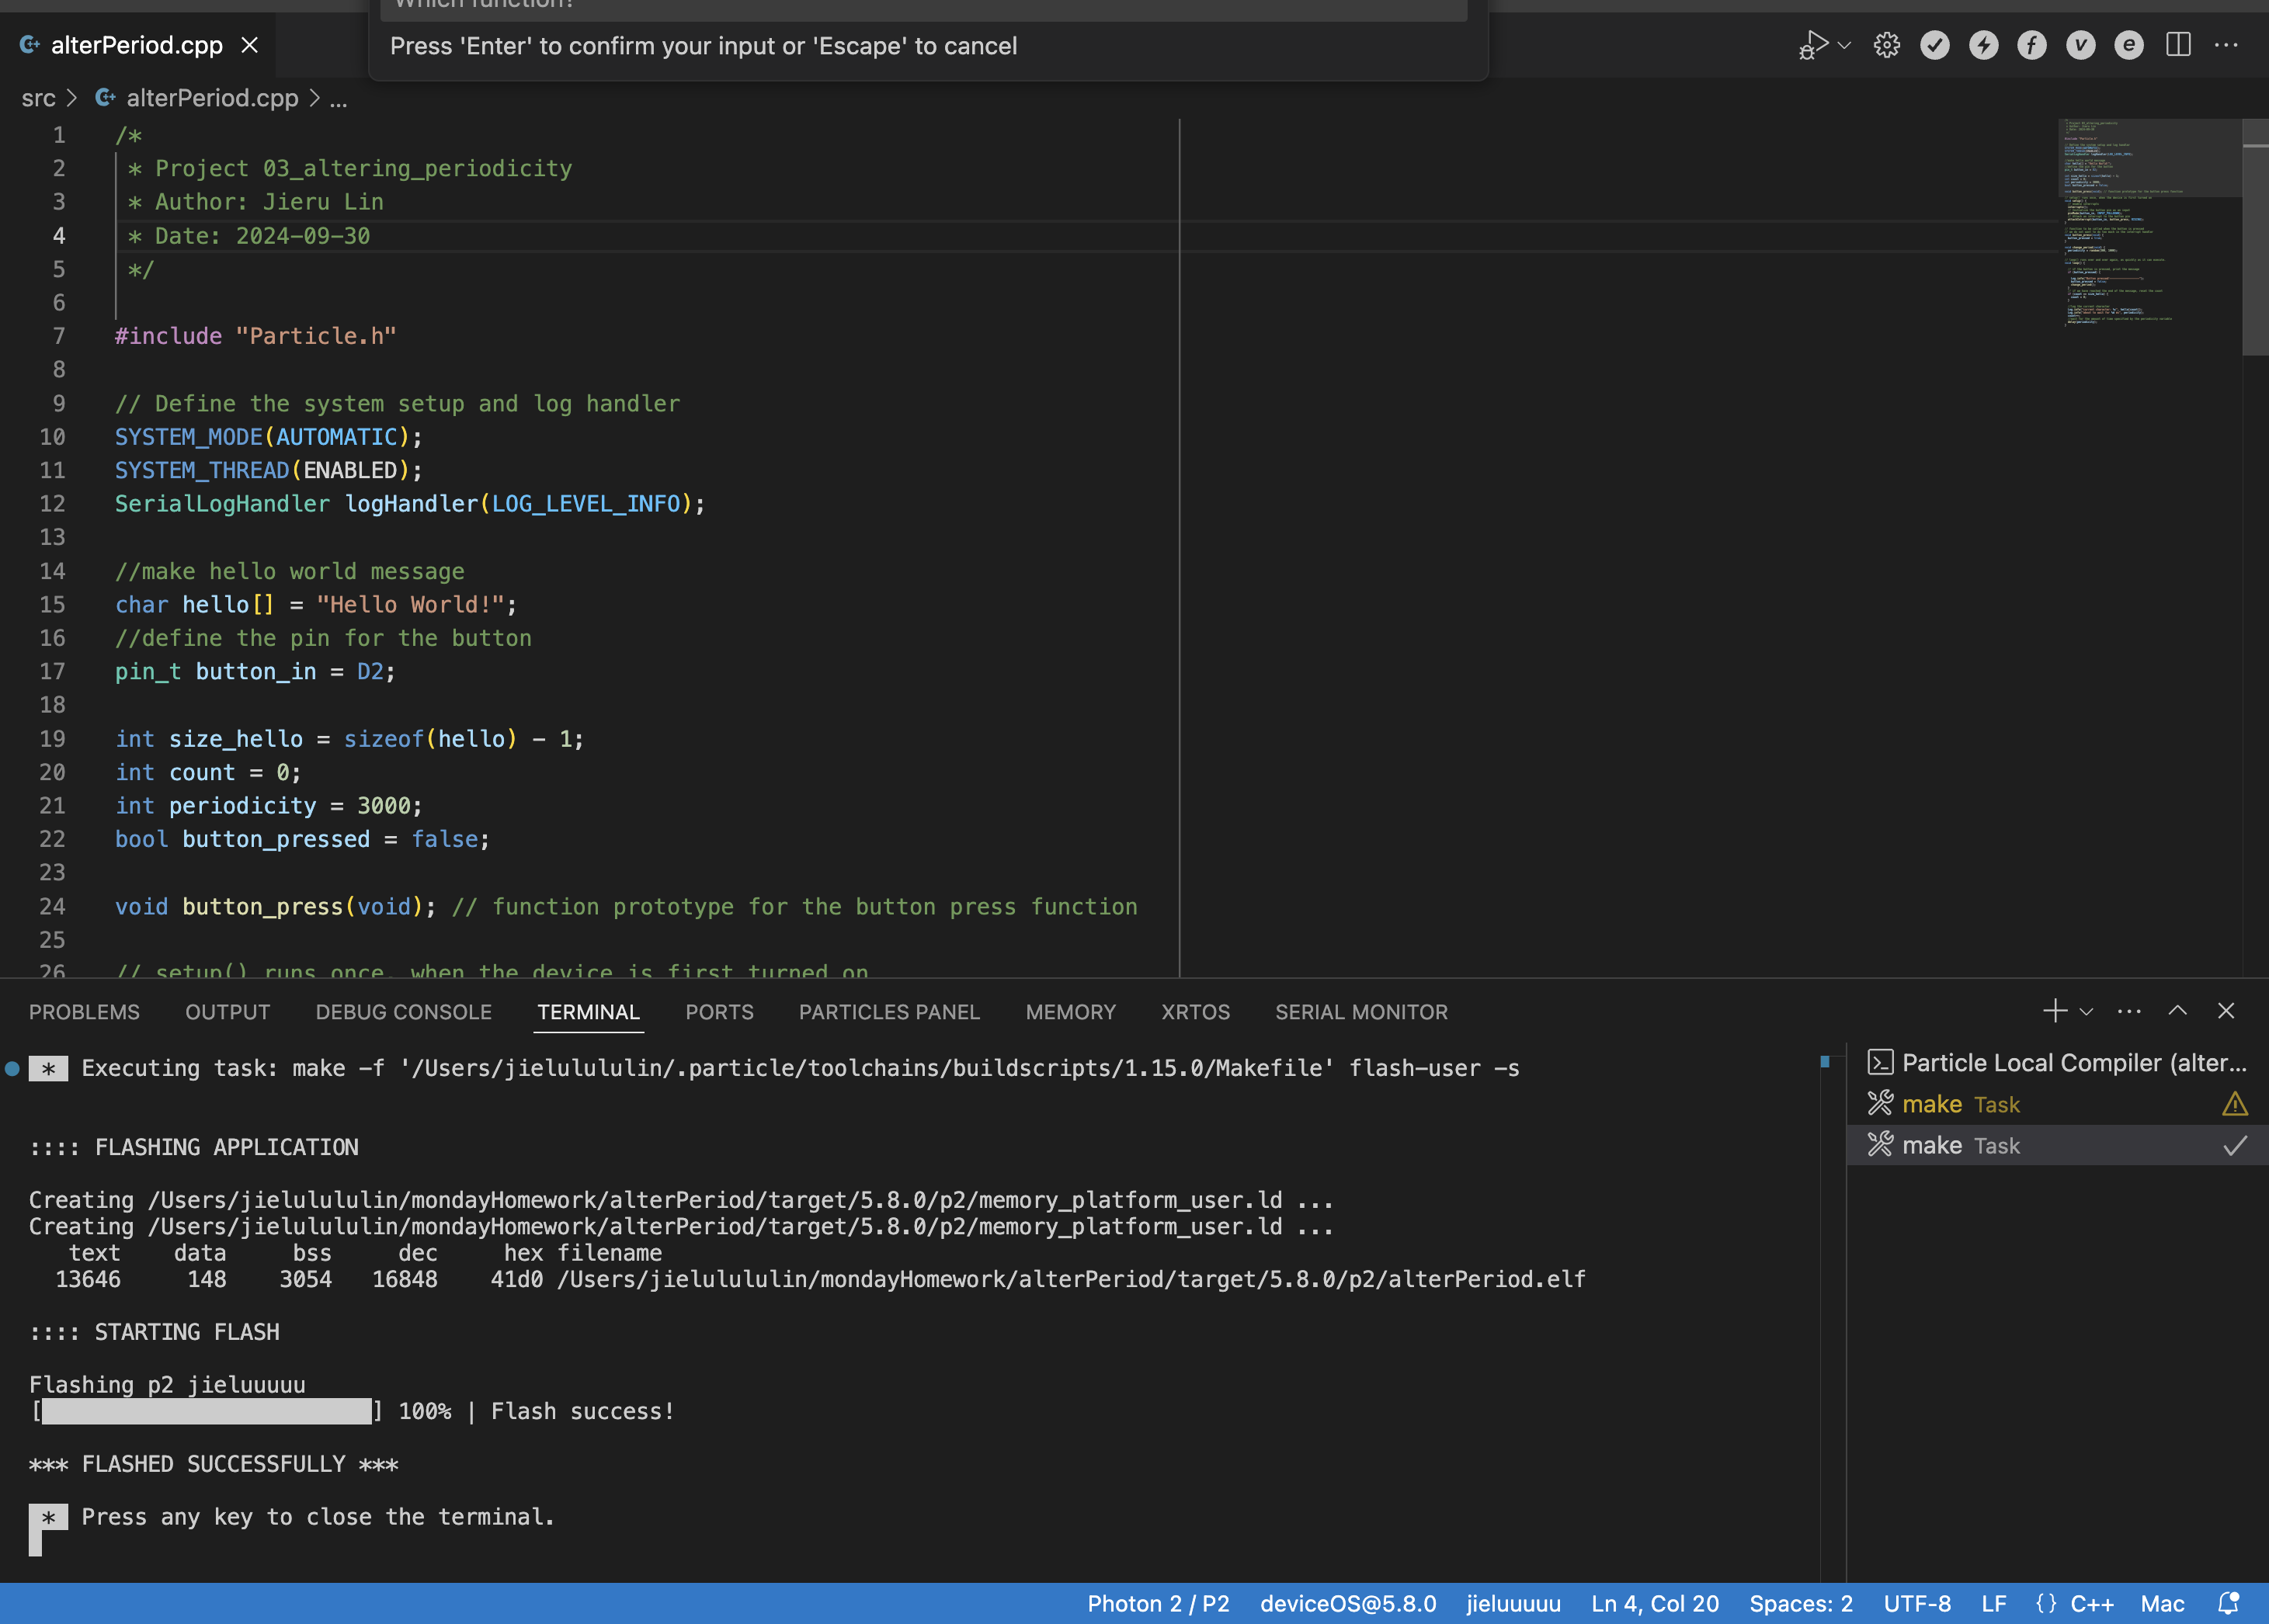 Which function?
Press 'Enter' to confirm your input or 'Escape' to cancel
alterPeriod.cpp
src > alterPeriod.cpp > ...
1 /*
2 * Project 03_altering_periodicity
3 * Author: Jieru Lin
4 * Date: 2024-09-30
5 */
6
7 #include "Particle.h"
8
9 // Define the system setup and log handler
10 SYSTEM_MODE(AUTOMATIC);
11 SYSTEM_THREAD(ENABLED);
12 SerialLogHandler logHandler(LOG_LEVEL_INFO);
13
14 //make hello world message
15 char hello[] = "Hello World!";
16 //define the pin for the button
17 pin_t button_in = D2;
18
19 int size_hello = sizeof(hello) - 1;
20 int count = 0;
21 int periodicity = 3000;
22 bool button_pressed = false;
23
24 void button_press(void); // function prototype for the button press function
25
26 // setup() runs once, when the device is first turned on
PROBLEMS OUTPUT DEBUG CONSOLE TERMINAL PORTS PARTICLES PANEL MEMORY XRTOS SERIAL MONITOR
* Executing task: make -f '/Users/jielulululin/.particle/toolchains/buildscripts/1.15.0/Makefile' flash-user -s
:::: FLASHING APPLICATION
Creating /Users/jielulululin/mondayHomework/alterPeriod/target/5.8.0/p2/memory_platform_user.ld ...
Creating /Users/jielulululin/mondayHomework/alterPeriod/target/5.8.0/p2/memory_platform_user.ld ...
text data bss dec hex filename
13646 148 3054 16848 41d0 /Users/jielulululin/mondayHomework/alterPeriod/target/5.8.0/p2/alterPeriod.elf
:::: STARTING FLASH
Flashing p2 jieluuuuu
[ ] 100% | Flash success!
*** FLASHED SUCCESSFULLY ***
* Press any key to close the terminal.
Particle Local Compiler (alter...
make Task
make Task
Photon 2 / P2 deviceOS@5.8.0 jieluuuuu Ln 4, Col 20 Spaces: 2 UTF-8 LF {} C++ Mac